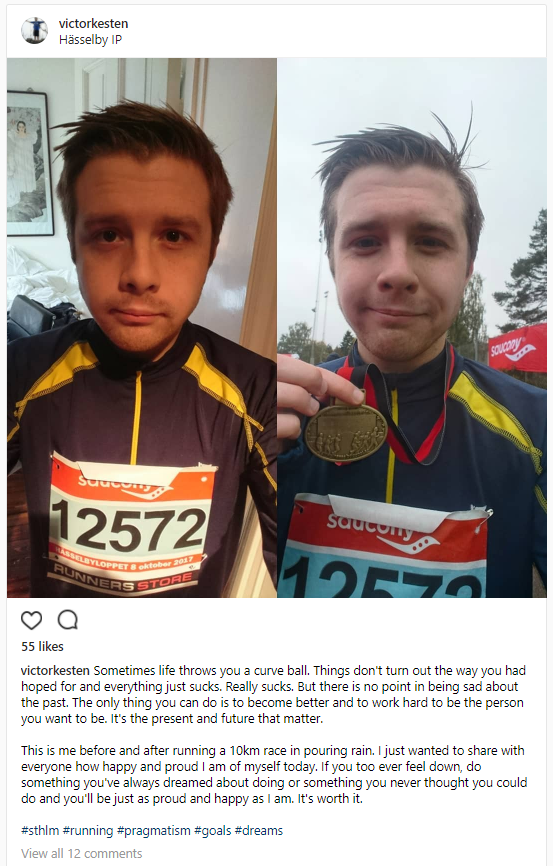 victorkesten
Hässelby IP
saucony
12572
HÄSSELBYLOPPET 8 oktober 2017
RUNNERS STORE
saucony
saucony
12572
55 likes
victorkesten Sometimes life throws you a curve ball. Things don't turn out the way you had
hoped for and everything just sucks. Really sucks. But there is no point in being sad about
the past. The only thing you can do is to become better and to work hard to be the person
you want to be. It's the present and future that matter.
This is me before and after running a 10km race in pouring rain. I just wanted to share with
everyone how happy and proud I am of myself today. If you too ever feel down, do
something you've always dreamed about doing or something you never thought you could
do and you'll be just as proud and happy as I am. It's worth it.
#sthlm #running #pragmatism #goals #dreams
View all 12 comments